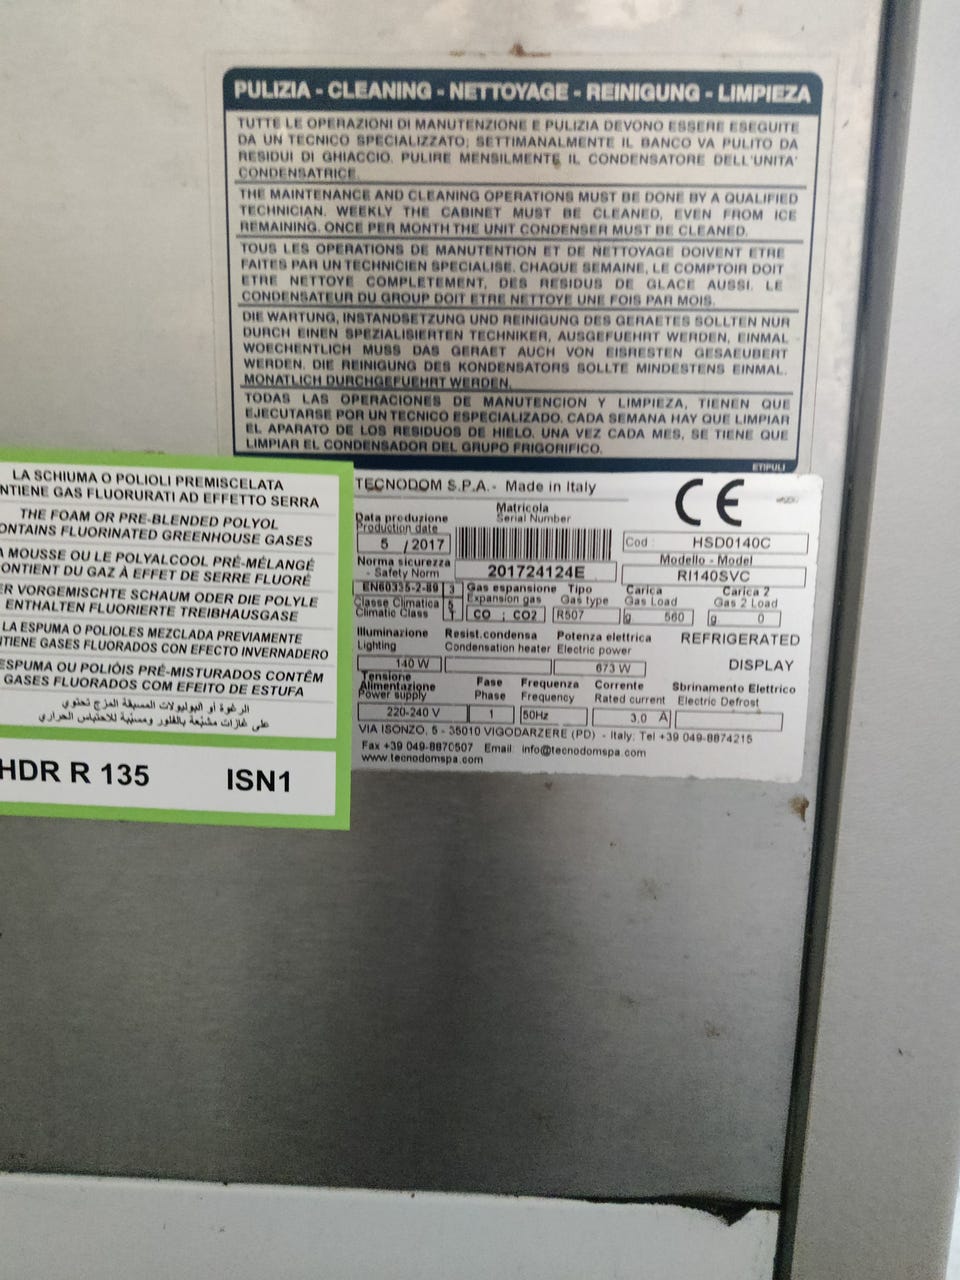 PULIZIA - CLEANING - NETTOYAGE - REINIGUNG - LIMPIEZA
TUTTE LE OPERAZIONI DI MANUTENZIONE E PULIZIA DEVONO ESSERE ESEGUITE
DA UN TECNICO SPECIALIZZATO; SETTIMANALMENTE IL BANCO VA PULITO DA
RESIDUI DI GHIACCIO. PULIRE MENSILMENTE IL CONDENSATORE DELL'UNITA'
CONDENSATRICE.
THE MAINTENANCE AND CLEANING OPERATIONS MUST BE DONE BY A QUALIFIED
TECHNICIAN. WEEKLY THE CABINET MUST BE CLEANED, EVEN FROM ICE
REMAINING. ONCE PER MONTH THE UNIT CONDENSER MUST BE CLEANED.
TOUS LES OPERATIONS DE MANUTENTION ET DE NETTOYAGE DOIVENT ETRE
FAITES PAR UN TECHNICIEN SPECIALISE. CHAQUE SEMAINE, LE COMPTOIR DOIT
ETRE NETTOYE COMPLETEMENT, DES RESIDUS DE GLACE AUSSI. LE
CONDENSATEUR DU GROUP DOIT ETRE NETTOYE UNE FOIS PAR MOIS.
DIE WARTUNG, INSTANDSETZUNG UND REINIGUNG DES GERAETES SOLLTEN NUR
DURCH EINEN SPEZIALISIERTEN TECHNIKER, AUSGEFUEHRT WERDEN, EINMAL
WOECHENTLICH MUSS DAS GERAET AUCH VON EISRESTEN GESAEUBERT
WERDEN. DIE REINIGUNG DES KONDENSATORS SOLLTE MINDESTENS EINMAL.
MONATLICH DURCHGEFUEHRT WERDEN.
TODAS LAS OPERACIONES DE MANUTENCION Y LIMPIEZA, TIENEN QUE
EJECUTARSE POR UN TECNICO ESPECIALIZADO. CADA SEMANA HAY QUE LIMPIAR
EL APARATO DE LOS RESIDUOS DE HIELO. UNA VEZ CADA MES, SE TIENE QUE
LIMPIAR EL CONDENSADOR DEL GRUPO FRIGORIFICO.
ETIPULI
LA SCHIUMA O POLIOLI PREMISCELATA
NTIENE GAS FLUORURATI AD EFFETTO SERRA
THE FOAM OR PRE-BLENDED POLYOL
ONTAINS FLUORINATED GREENHOUSE GASES
A MOUSSE OU LE POLYALCOOL PRÉ-MÉLANGÉ
ONTIENT DU GAZ À EFFET DE SERRE FLUORÉ
ER VORGEMISCHTE SCHAUM ODER DIE POLYLE
ENTHALTEN FLUORIERTE TREIBHAUSGASE
LA ESPUMA O POLIOLES MEZCLADA PREVIAMENTE
TIENE GASES FLUORADOS CON EFECTO INVERNADERO
ESPUMA OU POLIÓIS PRÉ-MISTURADOS CONTÊM
GASES FLUORADOS COM EFEITO DE ESTUFA
الرغوة أو البوليولات المسبقة المزج تحتوي
على غازات مشبّعة بالفلور ومسبّبة للاحتباس الحراري
HDR R 135 ISN1
TECNODOM S.P.A.- Made in Italy
CE
Data produzione Matricola
Production date Serial Number
5 /2017 Cod : HSD0140C
Norma sicurezza Modello - Model
- Safety Norm 201724124E RI140SVC
EN60335-2-89 3 Gas espansione Tipo Carica Carica 2
Classe Climatica 5 Expansion gas Gas type Gas Load Gas 2 Load
Climatic Class T CO ; CO2 R507 g 560 g 0
Illuminazione Resist.condensa Potenza elettrica REFRIGERATED
Lighting Condensation heater Electric power
140 W 673 W DISPLAY
Tensione
Alimentazione Fase Frequenza Corrente Sbrinamento Elettrico
Power supply Phase Frequency Rated current Electric Defrost
220-240 V 1 50Hz 3.0 A
VIA ISONZO, 5 - 35010 VIGODARZERE (PD) - Italy; Tel +39 049-8874215
Fax +39 049-8870507 Email: info@tecnodomspa.com
www.tecnodomspa.com